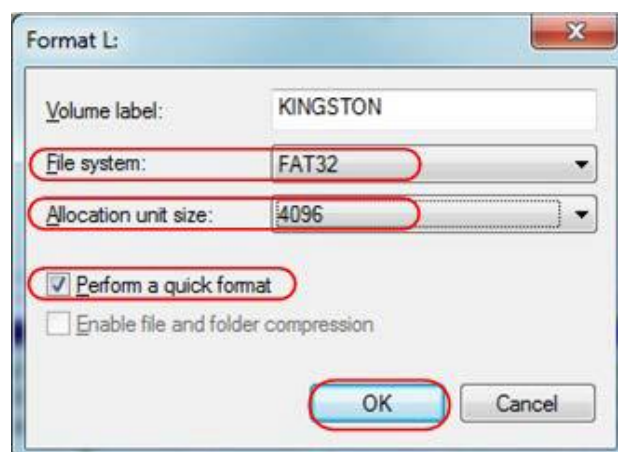 Format L:
Volume label: KINGSTON
File system: FAT32
Allocation unit size: 4096
Perform a quick format
Enable file and folder compression
OK Cancel